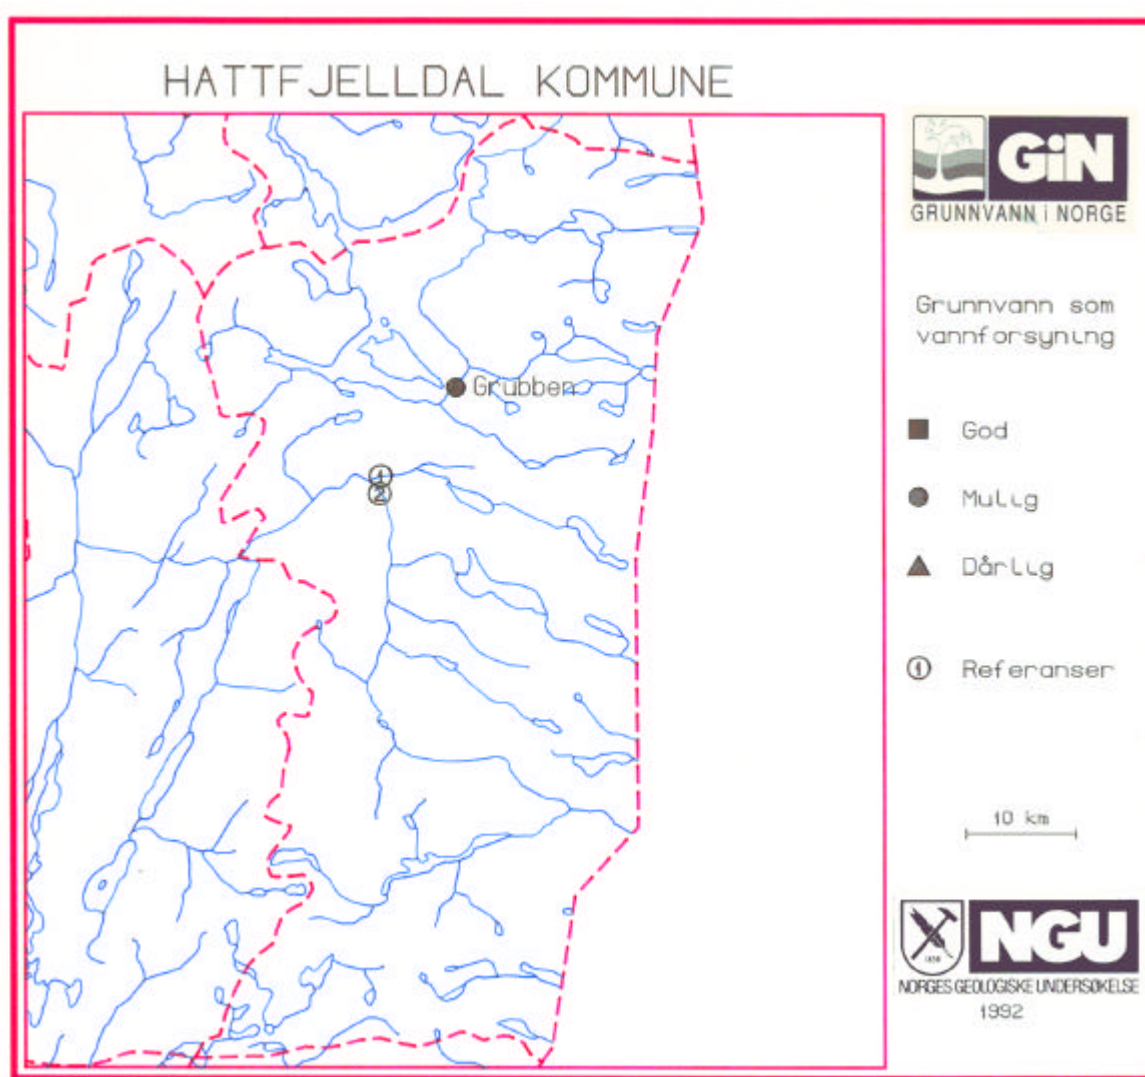 HATTFJELLDAL KOMMUNE
GiN
GRUNNVANN i NORGE
Grunnvann som
vannforsyning
Grubben
God
1
2
Mulig
Dårlig
1 Referanser
10 km
NGU
NORGES GEOLOGISKE UNDERSØKELSE
1992